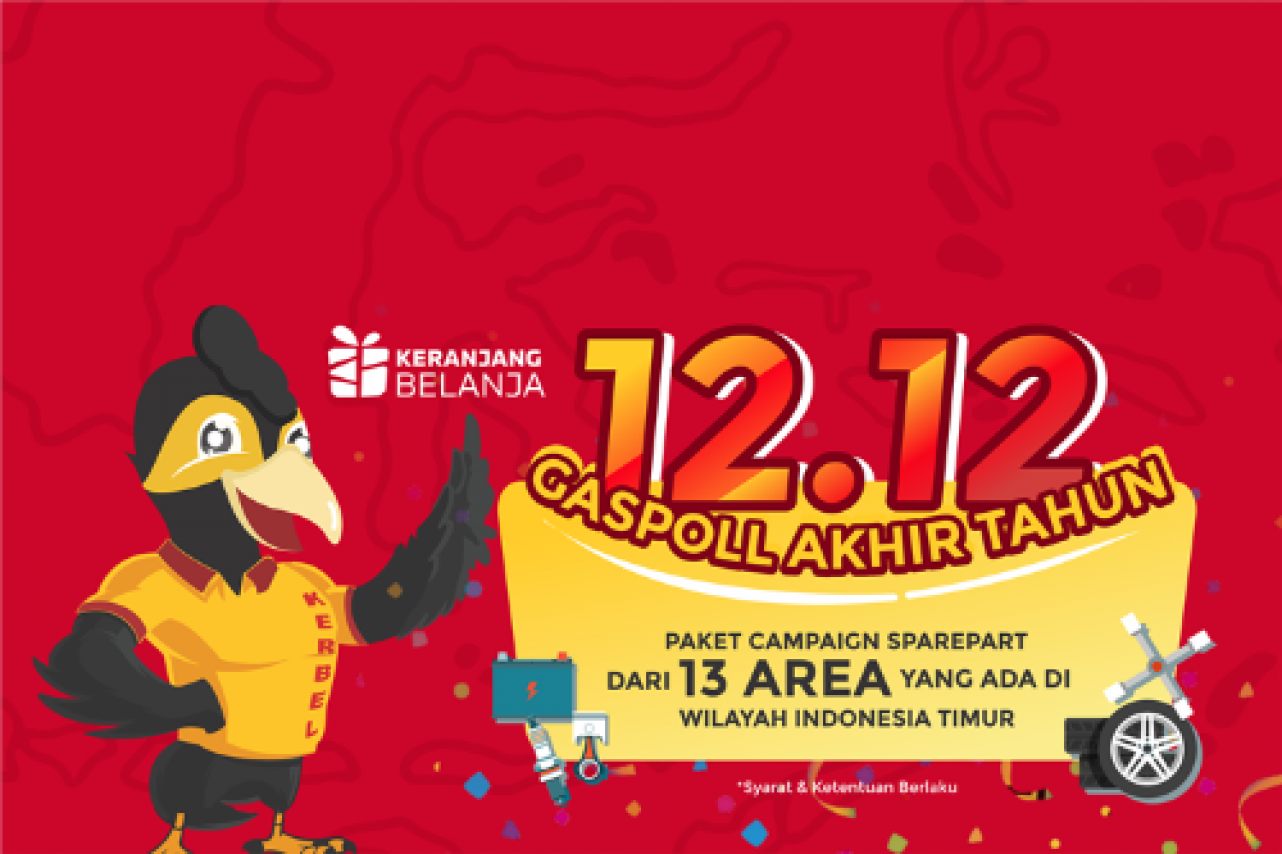 KERANJANG
BELANJA
12.12
GASPOLL AKHIR TAHUN
KERBEL
PAKET CAMPAIGN SPAREPART
DARI 13 AREA YANG ADA DI
WILAYAH INDONESIA TIMUR
*Syarat & Ketentuan Berlaku